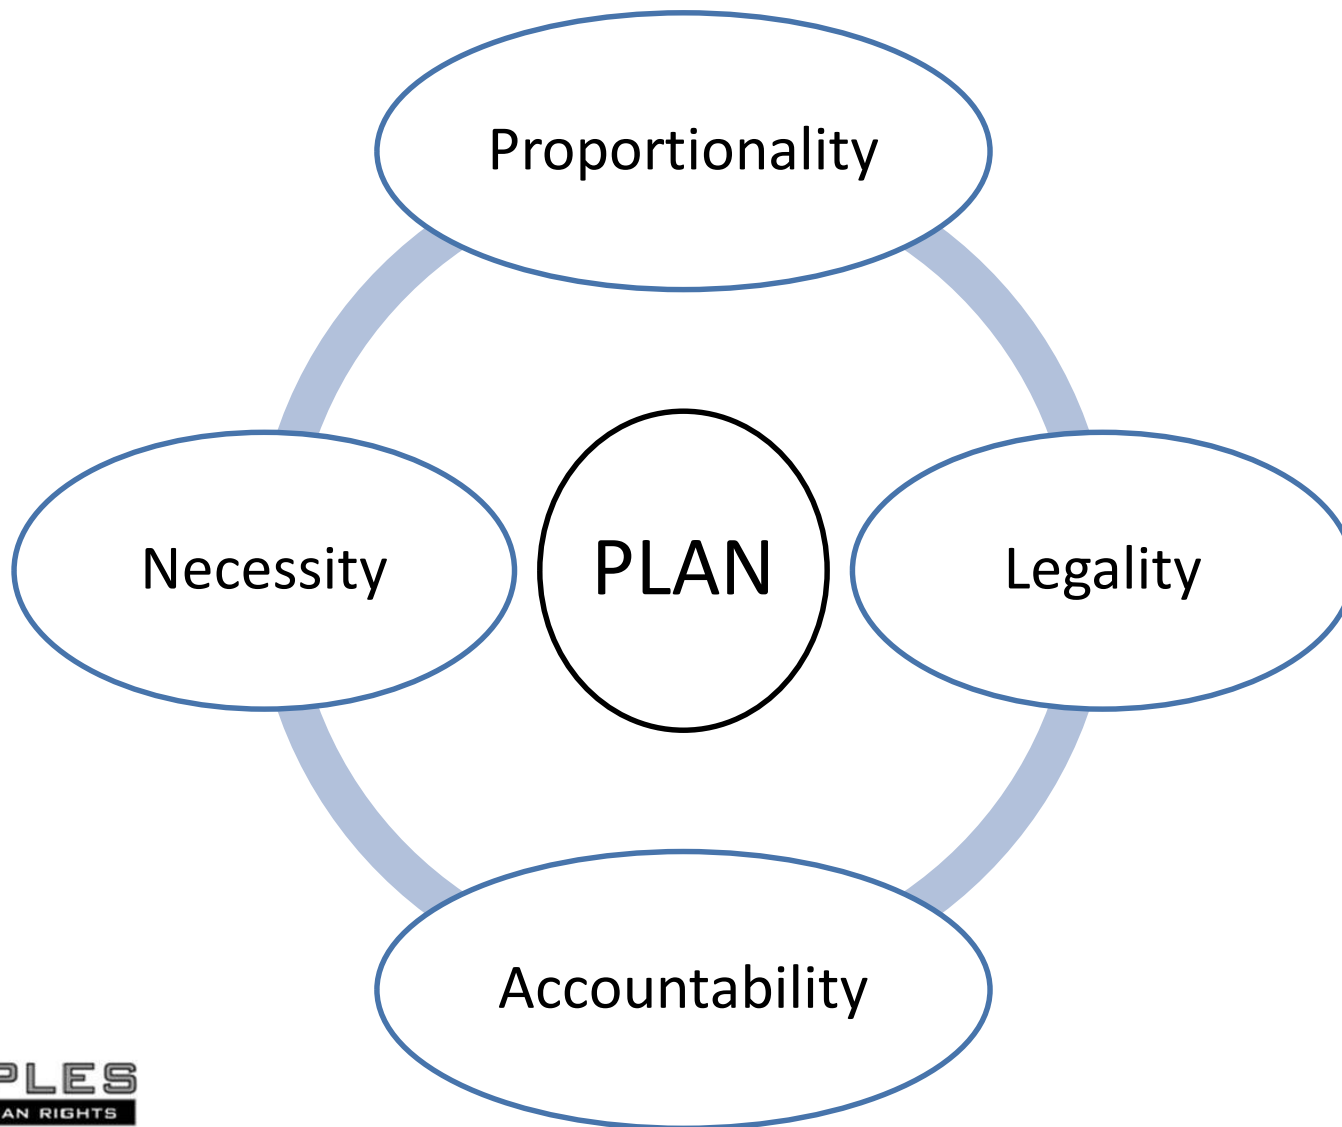 Proportionality
Necessity
PLAN
Legality
Accountability
PLES
AN RIGHTS